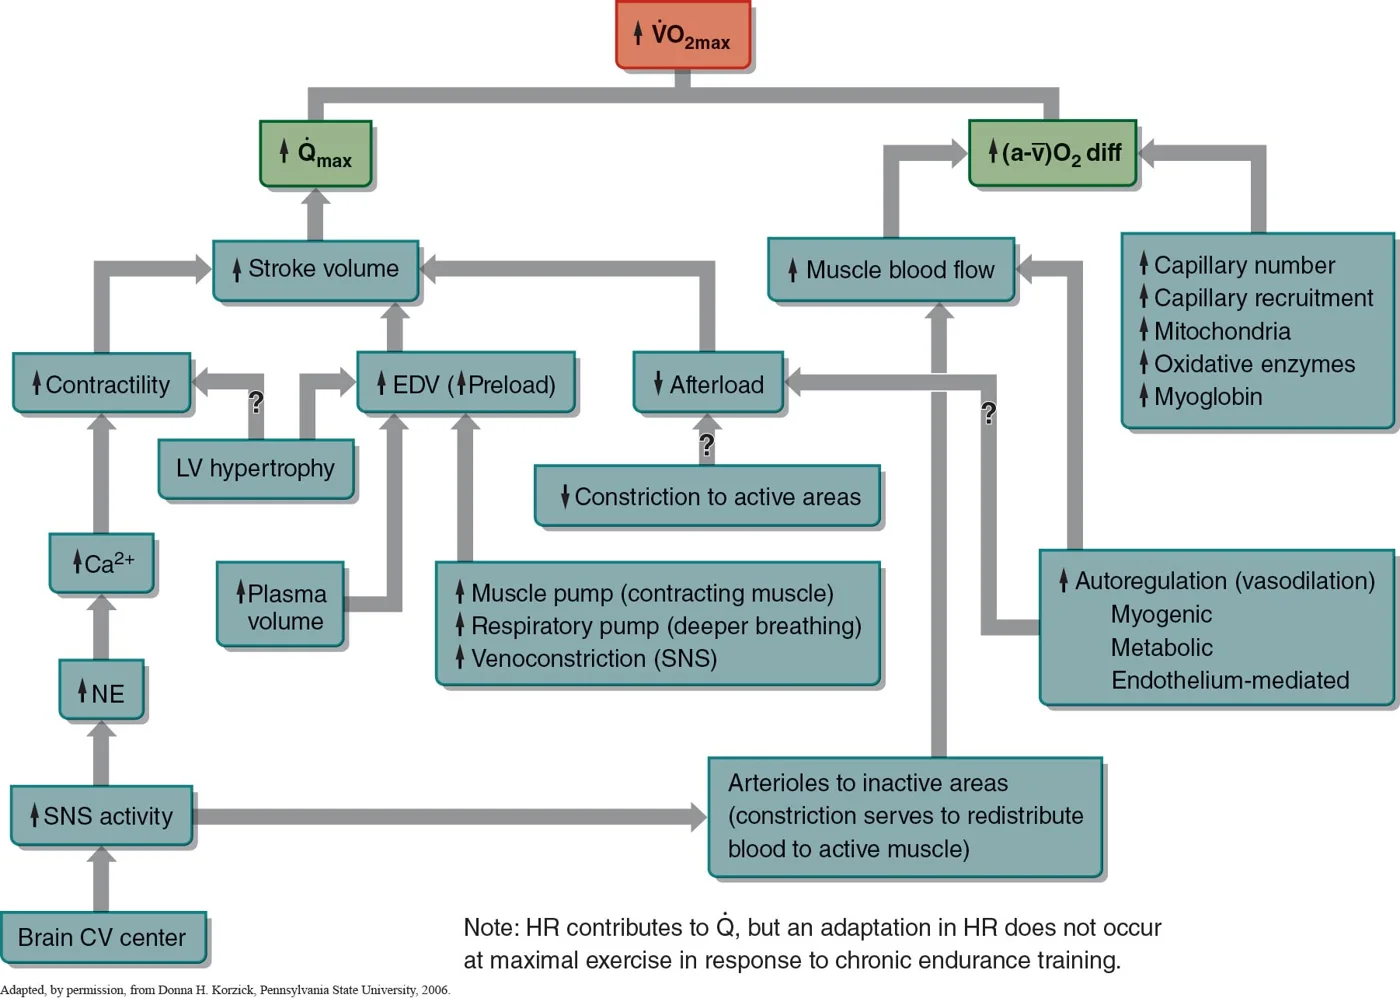 ↑ V̇O₂max
↑ Q̇max
↑ (a-v̅)O₂ diff
↑ Stroke volume
↑ Muscle blood flow
↑ Capillary number
↑ Capillary recruitment
↑ Mitochondria
↑ Oxidative enzymes
↑ Myoglobin
↑ Contractility
↑ EDV (↑Preload)
↓ Afterload
?
?
?
LV hypertrophy
↓ Constriction to active areas
↑ Ca²⁺
↑ Plasma
volume
↑ Muscle pump (contracting muscle)
↑ Respiratory pump (deeper breathing)
↑ Venoconstriction (SNS)
↑ Autoregulation (vasodilation)
Myogenic
Metabolic
Endothelium-mediated
↑ NE
↑ SNS activity
Arterioles to inactive areas
(constriction serves to redistribute
blood to active muscle)
Brain CV center
Note: HR contributes to Q̇, but an adaptation in HR does not occur
at maximal exercise in response to chronic endurance training.
Adapted, by permission, from Donna H. Korzick, Pennsylvania State University, 2006.